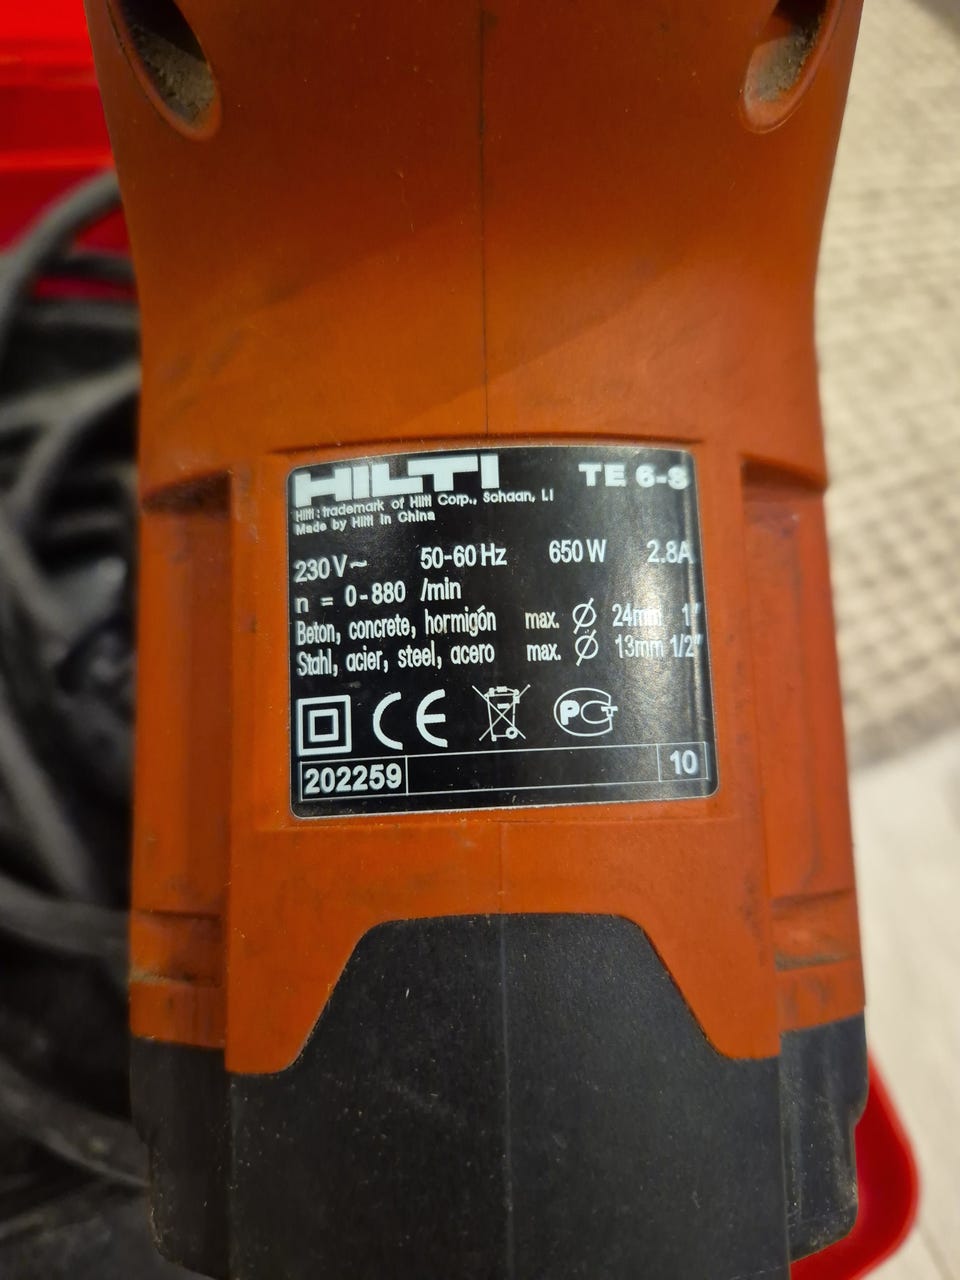 HILTI TE 6-S
Hilti : trademark of Hilti Corp., Schaan, LI
Made by Hilti in China
230 V~ 50-60 Hz 650 W 2.8A
n = 0-880 /min
Beton, concrete, hormigón max. Ø 24mm 1"
Stahl, acier, steel, acero max. Ø 13mm 1/2"
CE PCT
202259 10